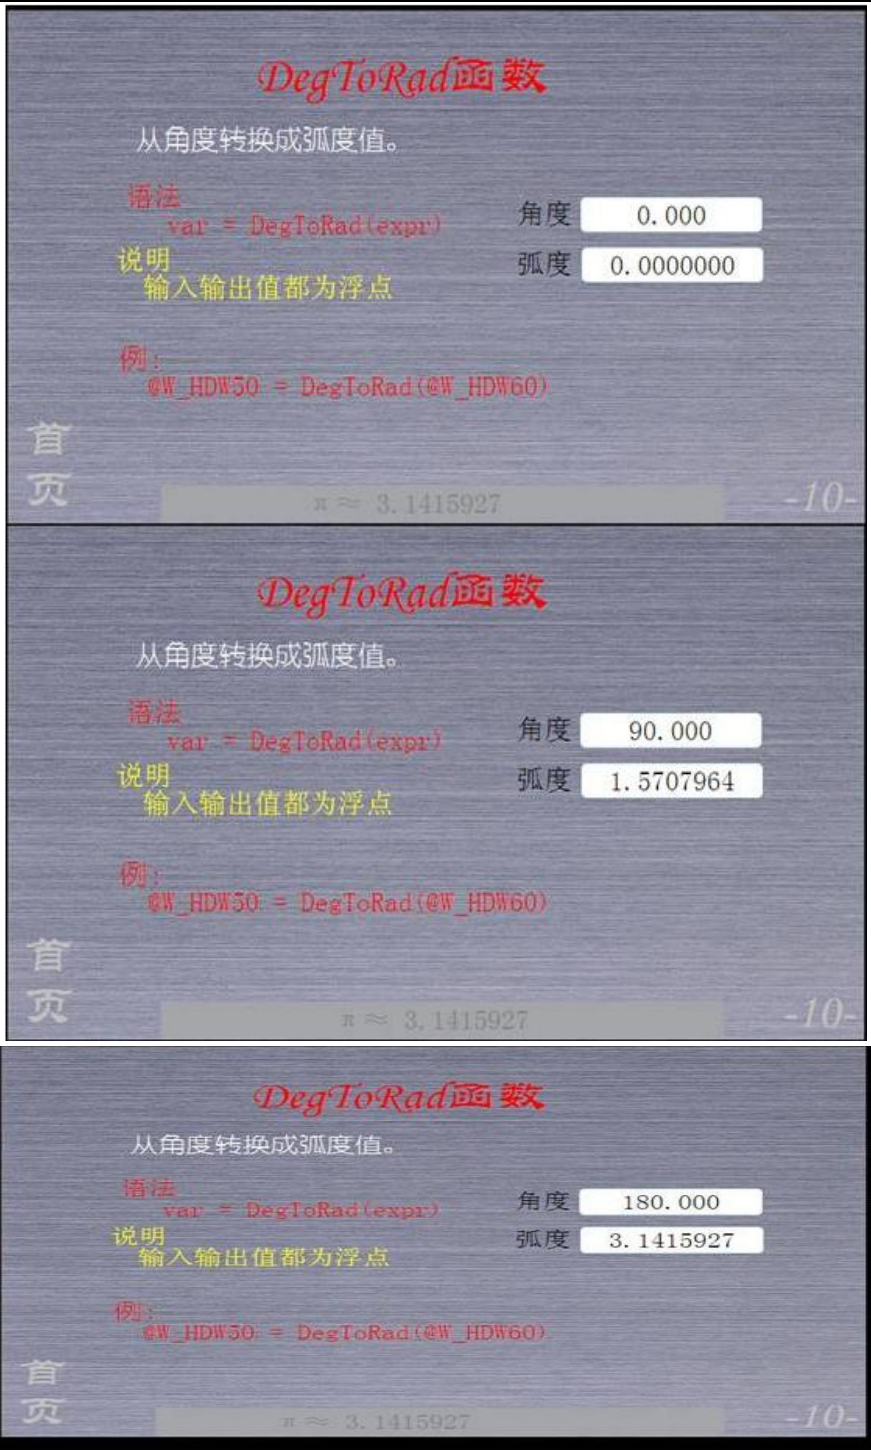 DegToRad函数
从角度转换成弧度值。
语法
var = DegToRad(expr)
说明
输入输出值都为浮点
角度 0.000
弧度 0.0000000
例:
@W_HDW50 = DegToRad(@W_HDW60)
首页
π ≈ 3.1415927
-10-
DegToRad函数
从角度转换成弧度值。
语法
var = DegToRad(expr)
说明
输入输出值都为浮点
角度 90.000
弧度 1.5707964
例:
@W_HDW50 = DegToRad(@W_HDW60)
首页
π ≈ 3.1415927
-10-
DegToRad函数
从角度转换成弧度值。
语法
var = DegToRad(expr)
说明
输入输出值都为浮点
角度 180.000
弧度 3.1415927
例:
@W_HDW50 = DegToRad(@W_HDW60)
首页
π ≈ 3.1415927
-10-